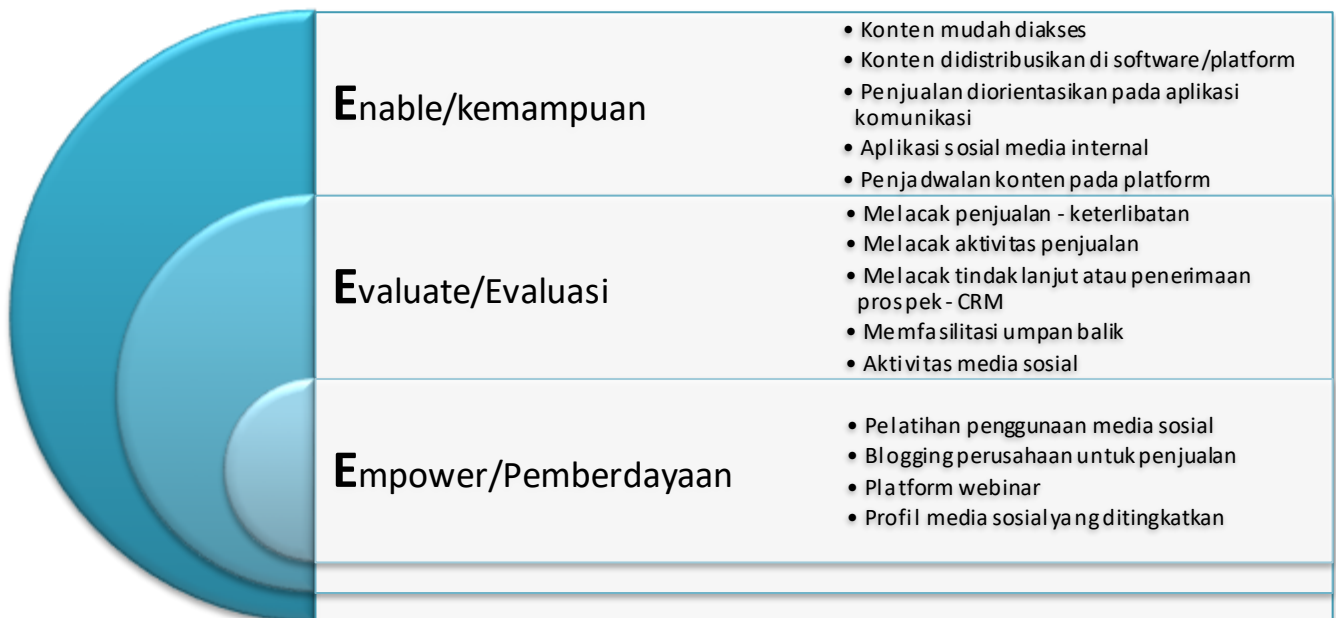 Enable/kemampuan
• Konten mudah diakses
• Konten didistribusikan di software/platform
• Penjualan diorientasikan pada aplikasi
komunikasi
• Aplikasi sosial media internal
• Penjadwalan konten pada platform
Evaluate/Evaluasi
• Melacak penjualan - keterlibatan
• Melacak aktivitas penjualan
• Melacak tindak lanjut atau penerimaan
prospek - CRM
• Memfasilitasi umpan balik
• Aktivitas media sosial
Empower/Pemberdayaan
• Pelatihan penggunaan media sosial
• Blogging perusahaan untuk penjualan
• Platform webinar
• Profil media sosial yang ditingkatkan